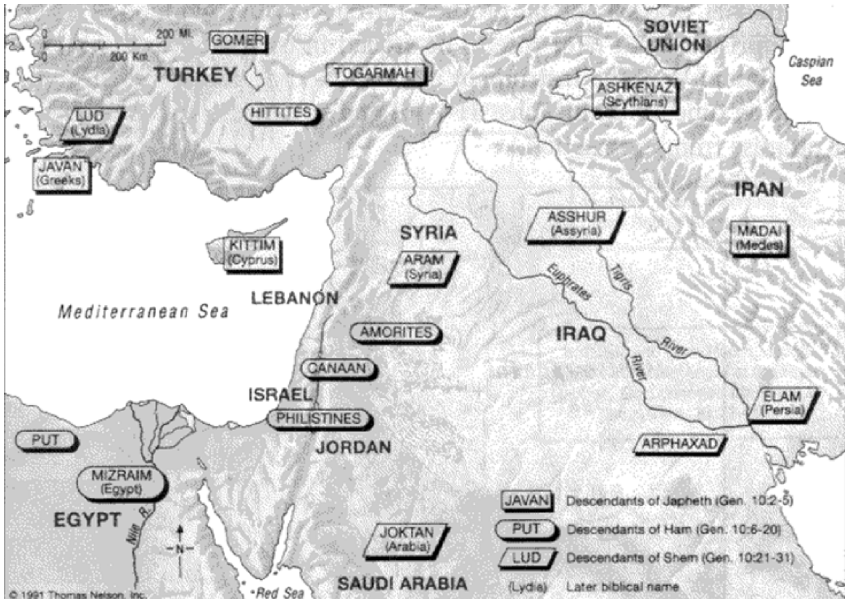 0 200 Mi.
0 200 Km.
GOMER
SOVIET
UNION
Caspian
Sea
TURKEY
TOGARMAH
ASHKENAZ
(Scythians)
LUD
(Lydia)
HITTITES
JAVAN
(Greeks)
IRAN
ASSHUR
(Assyria)
MADAI
(Medes)
SYRIA
KITTIM
(Cyprus)
ARAM
(Syria)
Euphrates
Tigris
LEBANON
Mediterranean Sea
AMORITES
IRAQ
River
River
CANAAN
ISRAEL
ELAM
(Persia)
PHILISTINES
PUT
JORDAN
ARPHAXAD
MIZRAIM
(Egypt)
JAVAN Descendants of Japheth (Gen. 10:2-5)
EGYPT
Nile R.
PUT Descendants of Ham (Gen. 10:6-20)
N
JOKTAN
(Arabia)
LUD Descendants of Shem (Gen. 10:21-31)
SAUDI ARABIA
(Lydia) Later biblical name
© 1991 Thomas Nelson, Inc.
Red Sea